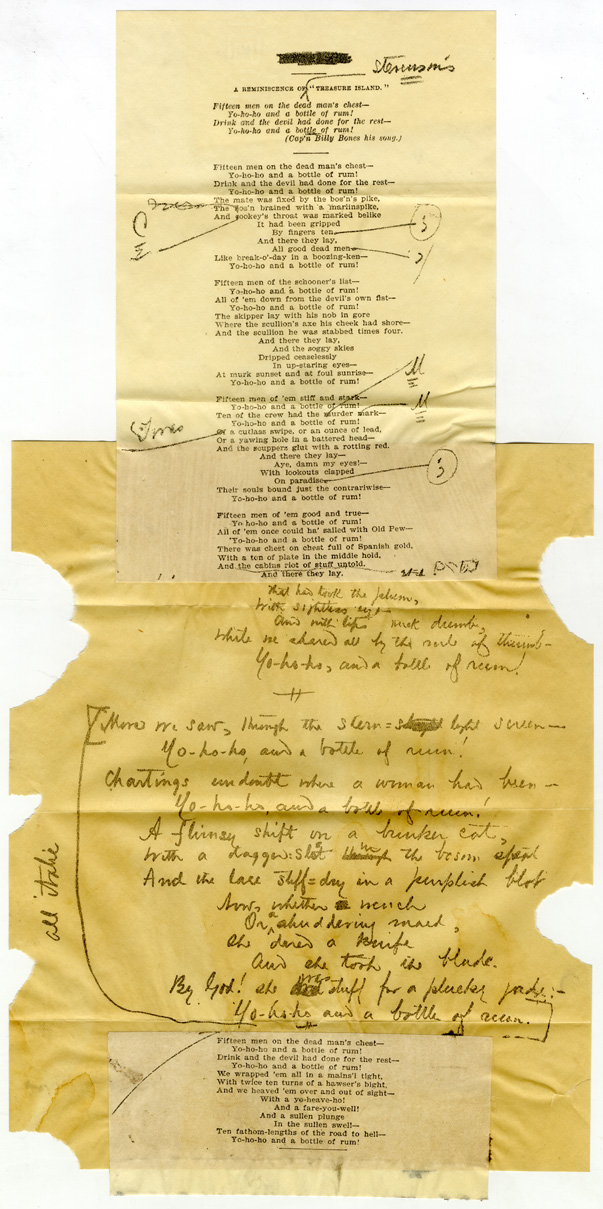 Stevenson's
A REMINISCENCE OF "TREASURE ISLAND."
Fifteen men on the dead man's chest—
Yo-ho-ho and a bottle of rum!
Drink and the devil had done for the rest—
Yo-ho-ho and a bottle of rum!
(Cap'n Billy Bones his song.)
Fifteen men on the dead man's chest—
Yo-ho-ho and a bottle of rum!
Drink and the devil had done for the rest—
Yo-ho-ho and a bottle of rum!
The mate was fixed by the bos'n's pike,
The bos'n brained with a marlinspike,
And cookey's throat was marked belike
It had been gripped
By fingers ten
And there they lay,
All good dead men
Like break-o'-day in a boozing-ken—
Yo-ho-ho and a bottle of rum!
Fifteen men of the schooner's list—
Yo-ho-ho and a bottle of rum!
All of 'em down from the devil's own fist—
Yo-ho-ho and a bottle of rum!
The skipper lay with his nob in gore
Where the scullion's axe his cheek had shore—
And the scullion he was stabbed times four.
And there they lay,
And the soggy skies
Dripped ceaselessly
In up-staring eyes—
At murk sunset and at foul sunrise—
Yo-ho-ho and a bottle of rum!
Fifteen men of 'em stiff and stark—
Yo-ho-ho and a bottle of rum!
Ten of the crew had the murder mark—
Yo-ho-ho and a bottle of rum!
Of a cutlass swipe, or an ounce of lead,
Or a yawing hole in a battered head—
And the scuppers glut with a rotting red.
And there they lay—
Aye, damn my eyes!—
With lookouts clapped
On paradise
Their souls bound just the contrariwise—
Yo-ho-ho and a bottle of rum!
Fifteen men of 'em good and true—
Yo-ho-ho and a bottle of rum!
All of 'em once could ha' sailed with Old Pew—
Yo-ho-ho and a bottle of rum!
There was chest on chest full of Spanish gold,
With a ton of plate in the middle hold,
And the cabins riot of stuff untold.
And there they lay,
That had took the plum,
With sightless eyes
And with lips struck dumb,
While we shared all by the rule of thumb—
Yo-ho-ho, and a bottle of rum!
More we saw, through the stern-light screen—
Yo-ho-ho, and a bottle of rum!
Chartings undoubt where a woman had been—
Yo-ho-ho, and a bottle of rum!
A flimsy shift on a bunker cot,
With a dagger-slot in the bosom spot
And the lace stiff-dry in a purplish blot
Now, whether wench
Or a shuddering maid,
She dared a knife
And she took the blade.
By God! she was stuff for a plucky jade:—
Yo-ho-ho and a bottle of rum.
all italic
Fifteen men on the dead man's chest—
Yo-ho-ho and a bottle of rum!
Drink and the devil had done for the rest—
Yo-ho-ho and a bottle of rum!
We wrapped 'em all in a mains'l tight,
With twice ten turns of a hawser's bight,
And we heaved 'em over and out of sight—
With a yo-heave-ho!
And a fare-you-well!
And a sullen plunge
In the sullen swell—
Ten fathom-lengths of the road to hell—
Yo-ho-ho and a bottle of rum!